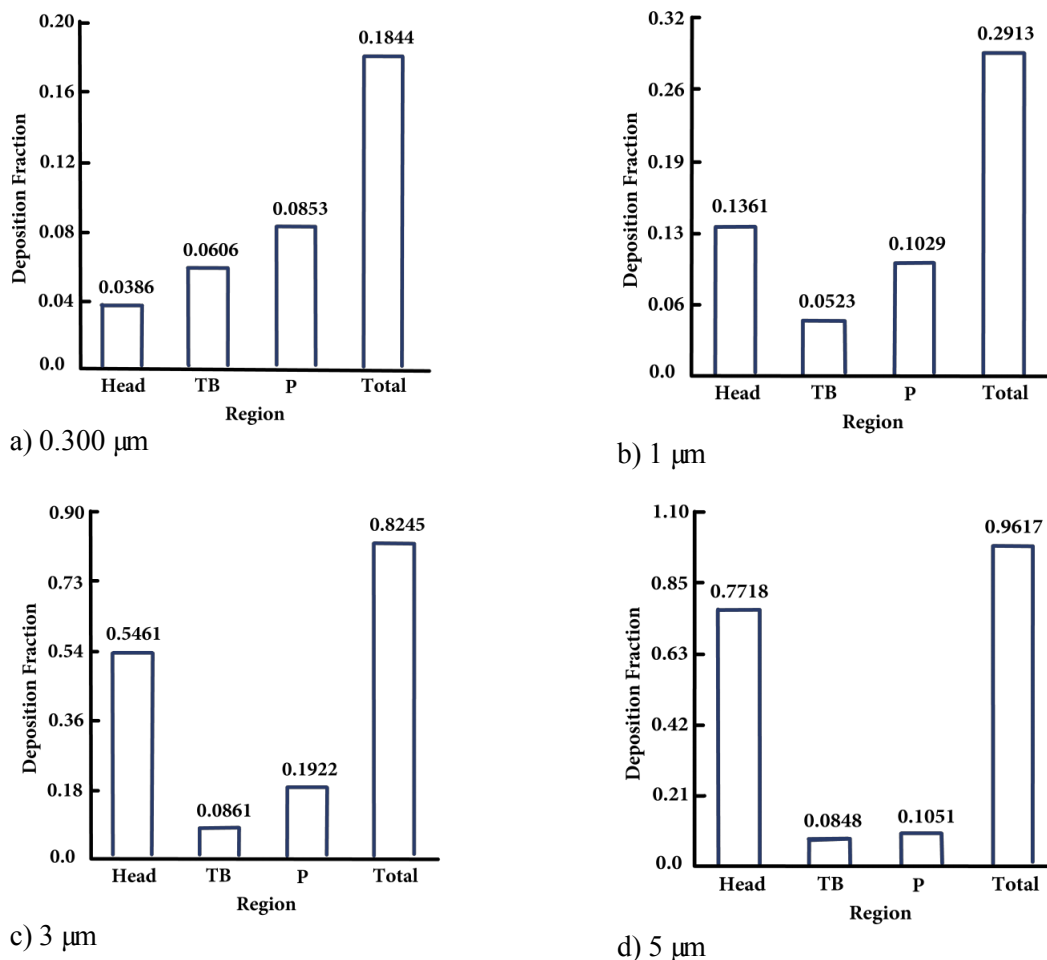 0.20
0.16
0.12
0.08
0.04
0.0
Deposition Fraction
0.0386
0.0606
0.0853
0.1844
Head TB P Total
Region
a) 0.300 μm
0.32
0.26
0.19
0.13
0.06
0.0
Deposition Fraction
0.1361
0.0523
0.1029
0.2913
Head TB P Total
Region
b) 1 μm
0.90
0.73
0.54
0.36
0.18
0.0
Deposition Fraction
0.5461
0.0861
0.1922
0.8245
Head TB P Total
Region
c) 3 μm
1.10
0.85
0.63
0.42
0.21
0.0
Deposition Fraction
0.7718
0.0848
0.1051
0.9617
Head TB P Total
Region
d) 5 μm